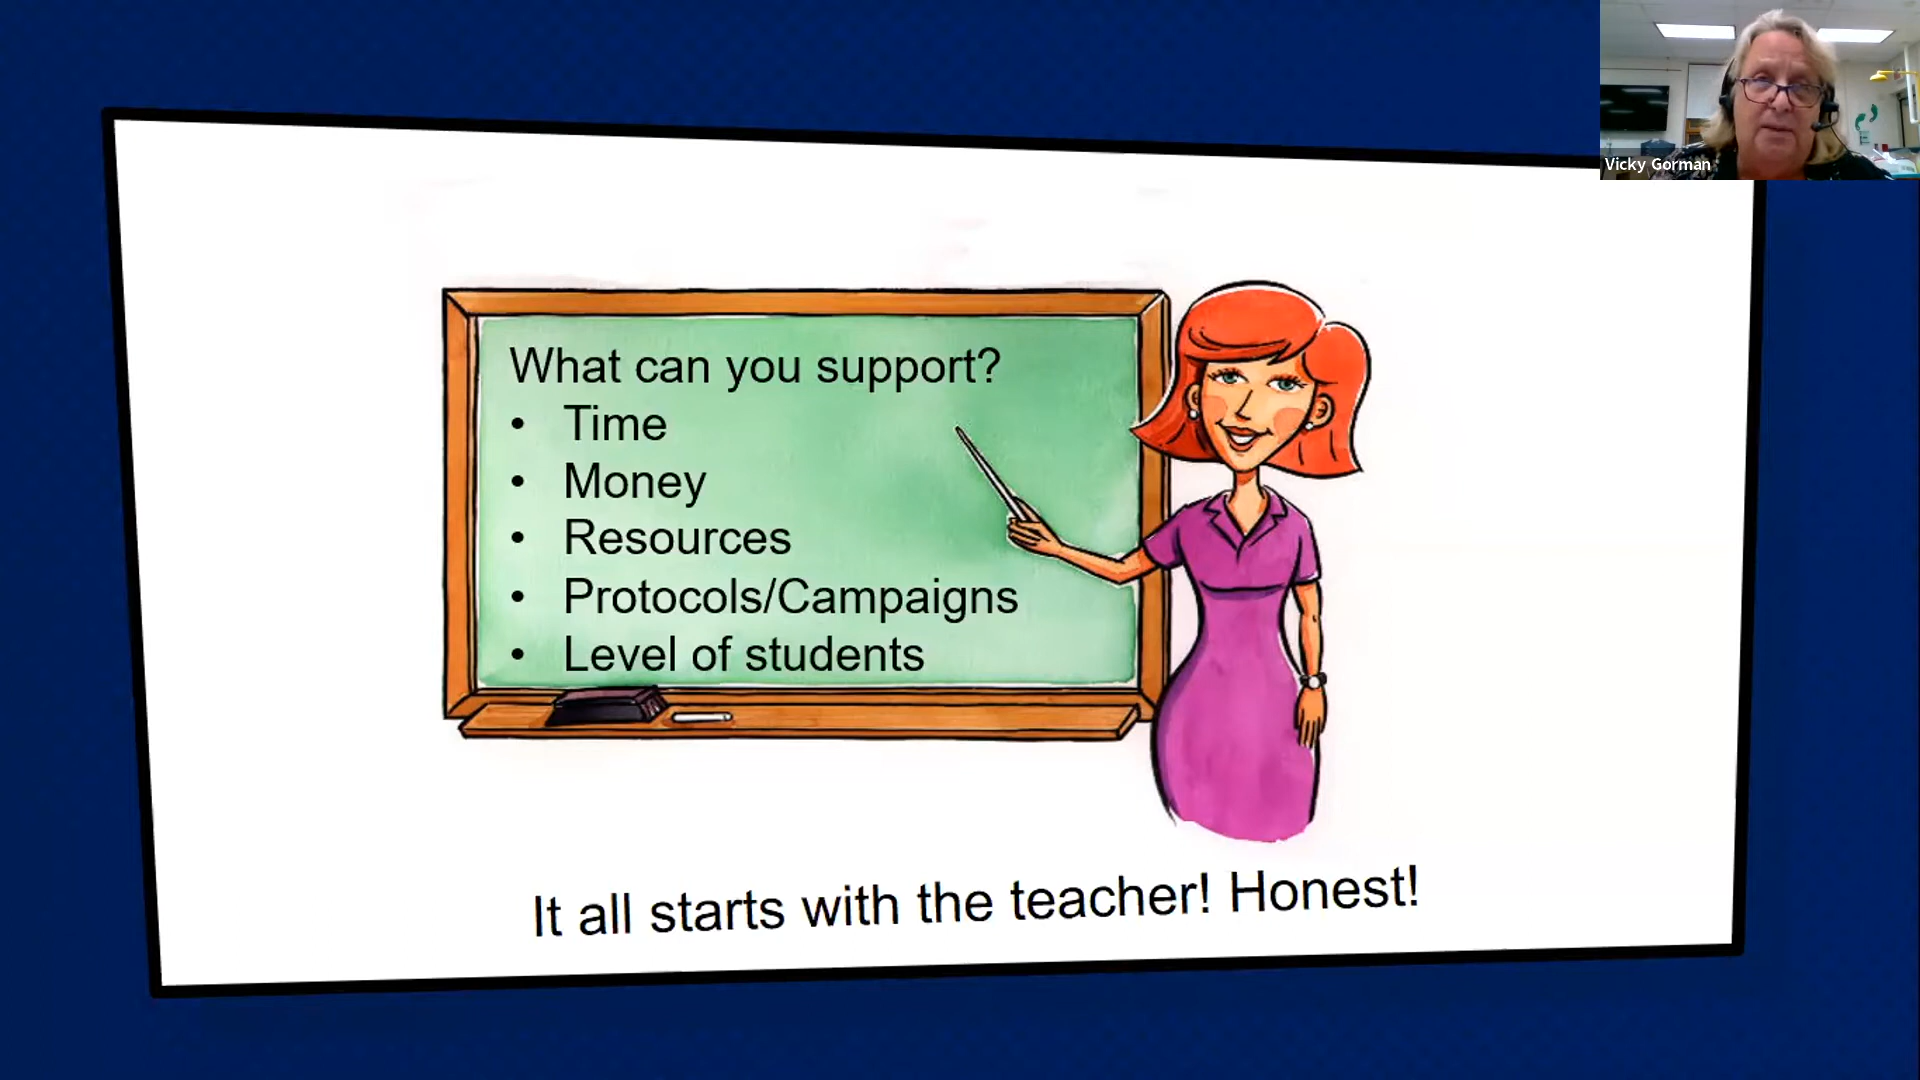 Vicky Gorman
What can you support?
• Time
• Money
• Resources
• Protocols/Campaigns
• Level of students
It all starts with the teacher! Honest!